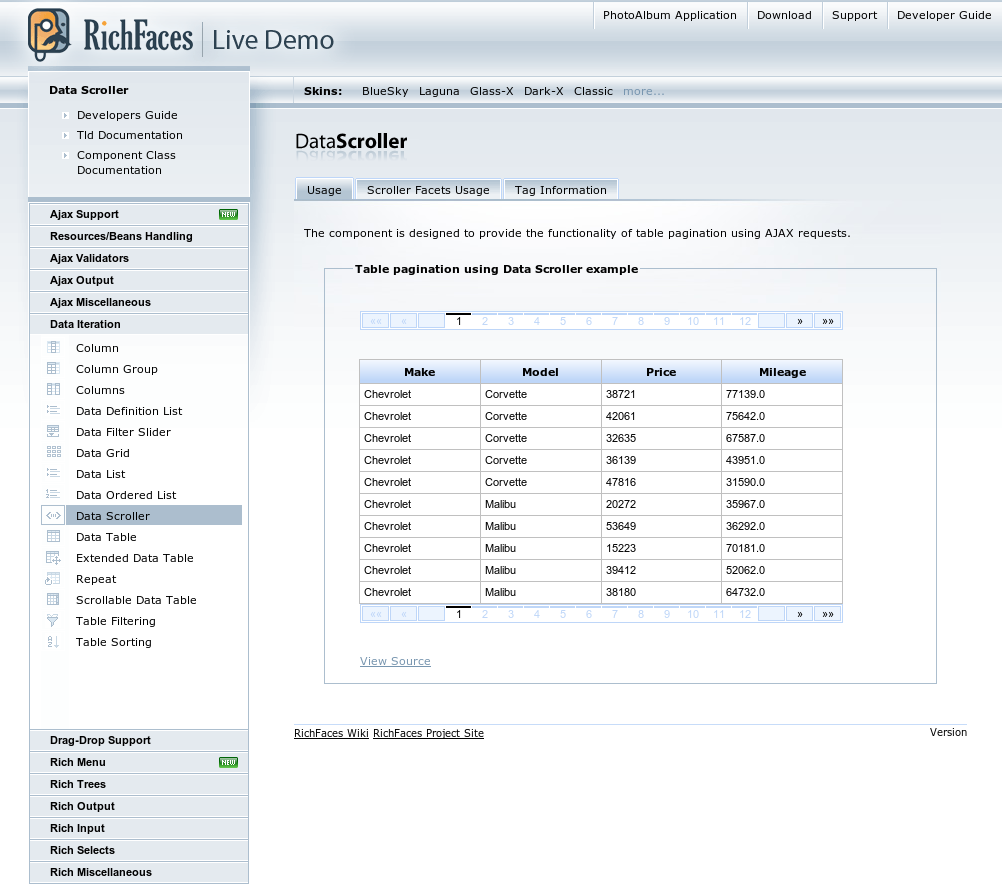 PhotoAlbum Application Download Support Developer Guide
RichFaces Live Demo
Skins: BlueSky Laguna Glass-X Dark-X Classic more...
Data Scroller
Developers Guide
Tld Documentation
Component Class
Documentation
Ajax Support NEW
Resources/Beans Handling
Ajax Validators
Ajax Output
Ajax Miscellaneous
Data Iteration
Column
Column Group
Columns
Data Definition List
Data Filter Slider
Data Grid
Data List
Data Ordered List
Data Scroller
Data Table
Extended Data Table
Repeat
Scrollable Data Table
Table Filtering
Table Sorting
Drag-Drop Support
Rich Menu NEW
Rich Trees
Rich Output
Rich Input
Rich Selects
Rich Miscellaneous
DataScroller
Usage Scroller Facets Usage Tag Information
The component is designed to provide the functionality of table pagination using AJAX requests.
Table pagination using Data Scroller example
«« « 1 2 3 4 5 6 7 8 9 10 11 12 » »»
Make Model Price Mileage
Chevrolet Corvette 38721 77139.0
Chevrolet Corvette 42061 75642.0
Chevrolet Corvette 32635 67587.0
Chevrolet Corvette 36139 43951.0
Chevrolet Corvette 47816 31590.0
Chevrolet Malibu 20272 35967.0
Chevrolet Malibu 53649 36292.0
Chevrolet Malibu 15223 70181.0
Chevrolet Malibu 39412 52062.0
Chevrolet Malibu 38180 64732.0
«« « 1 2 3 4 5 6 7 8 9 10 11 12 » »»
View Source
RichFaces Wiki RichFaces Project Site Version